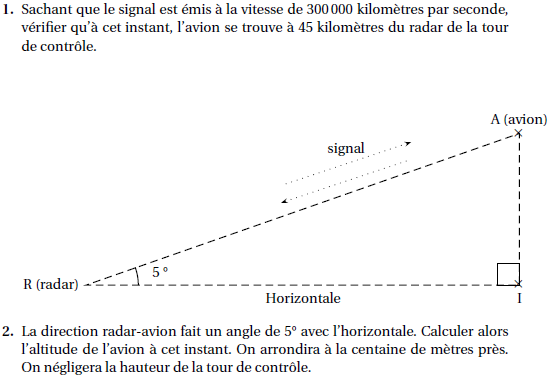 1. Sachant que le signal est émis à la vitesse de 300 000 kilomètres par seconde,
vérifier qu'à cet instant, l'avion se trouve à 45 kilomètres du radar de la tour
de contrôle.
A (avion)
signal
5 °
R (radar)
Horizontale
I
2. La direction radar-avion fait un angle de 5° avec l'horizontale. Calculer alors
l'altitude de l'avion à cet instant. On arrondira à la centaine de mètres près.
On négligera la hauteur de la tour de contrôle.